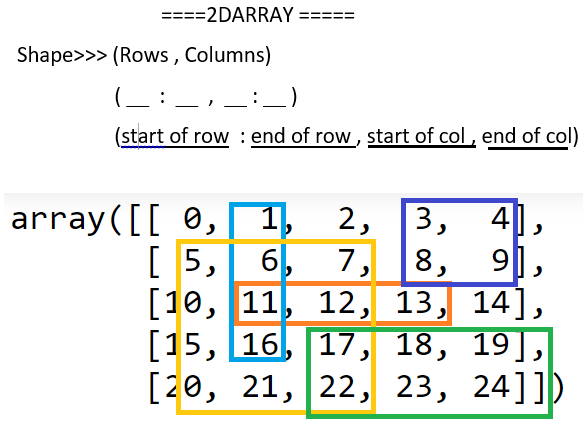 ====2DARRAY =====
Shape>>> (Rows , Columns)
( __ : __ , __ : __ )
(start of row : end of row , start of col , end of col)
array([[ 0, 1, 2, 3, 4],
[ 5, 6, 7, 8, 9],
[10, 11, 12, 13, 14],
[15, 16, 17, 18, 19],
[20, 21, 22, 23, 24]])